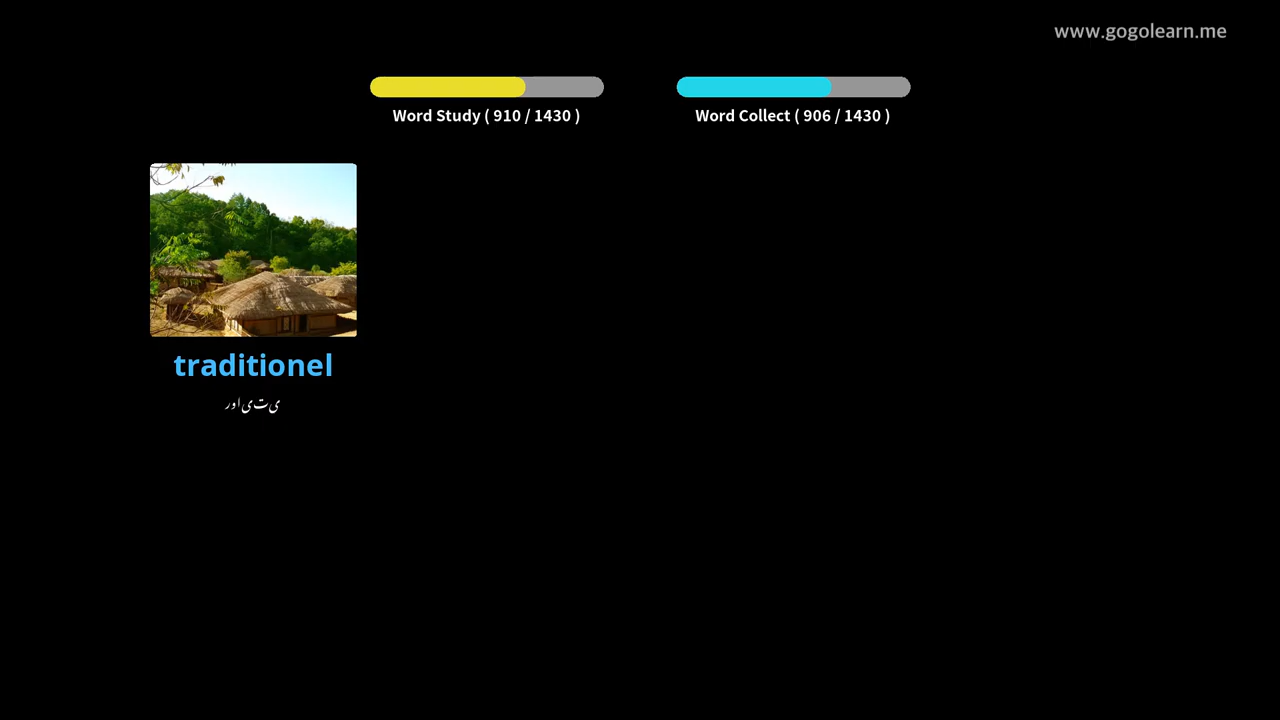 www.gogolearn.me
Word Study ( 910 / 1430 )
Word Collect ( 906 / 1430 )
traditionel
روایتی